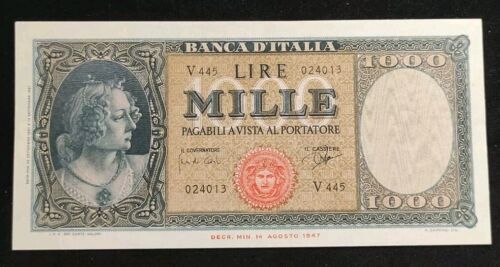 BANCA D'ITALIA
V 445 LIRE 024013
1000
1000
MILLE
PAGABILI A VISTA AL PORTATORE
IL GOVERNATORE IL CASSIERE
024013 V 445
1000
DECR. MIN. 14 AGOSTO 1947